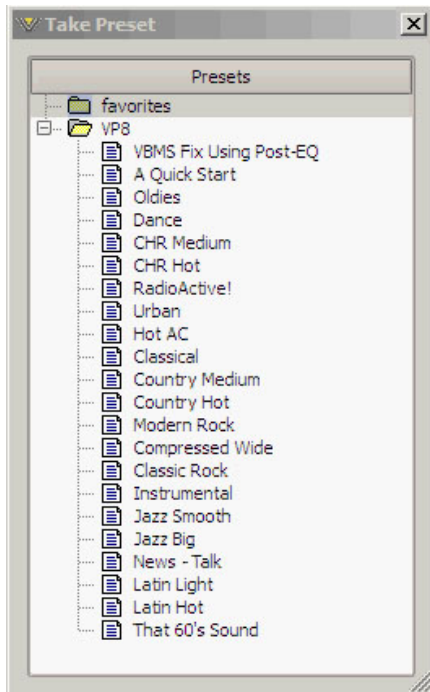 Take Preset
Presets
favorites
VP8
VBMS Fix Using Post-EQ
A Quick Start
Oldies
Dance
CHR Medium
CHR Hot
RadioActive!
Urban
Hot AC
Classical
Country Medium
Country Hot
Modern Rock
Compressed Wide
Classic Rock
Instrumental
Jazz Smooth
Jazz Big
News - Talk
Latin Light
Latin Hot
That 60's Sound